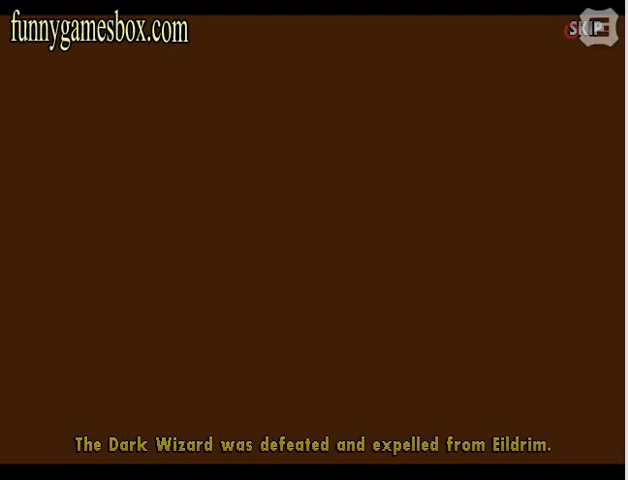 funnygamesbox.com
SKIP
The Dark Wizard was defeated and expelled from Eildrim.